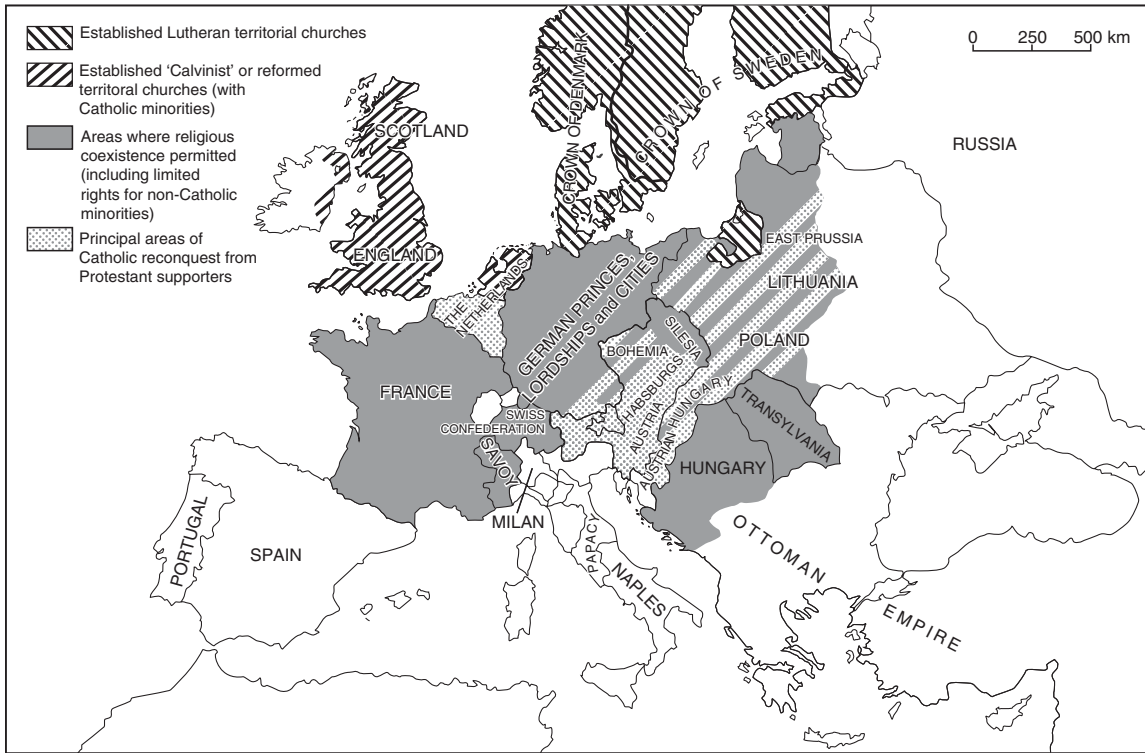 Established Lutheran territorial churches
Established 'Calvinist' or reformed
territoral churches (with
Catholic minorities)
Areas where religious
coexistence permitted
(including limited
rights for non-Catholic
minorities)
Principal areas of
Catholic reconquest from
Protestant supporters
0 250 500 km
CROWN OF DENMARK
CROWN OF SWEDEN
SCOTLAND
RUSSIA
ENGLAND
EAST PRUSSIA
THE
NETHERLANDS
GERMAN PRINCES,
LORDSHIPS and CITIES
LITHUANIA
SILESIA
BOHEMIA
POLAND
FRANCE
HABSBURGS
AUSTRIA
AUSTRIAN HUNGARY
TRANSYLVANIA
SWISS
CONFEDERATION
SAVOY
HUNGARY
MILAN
PORTUGAL
SPAIN
PAPACY
NAPLES
OTTOMAN
EMPIRE